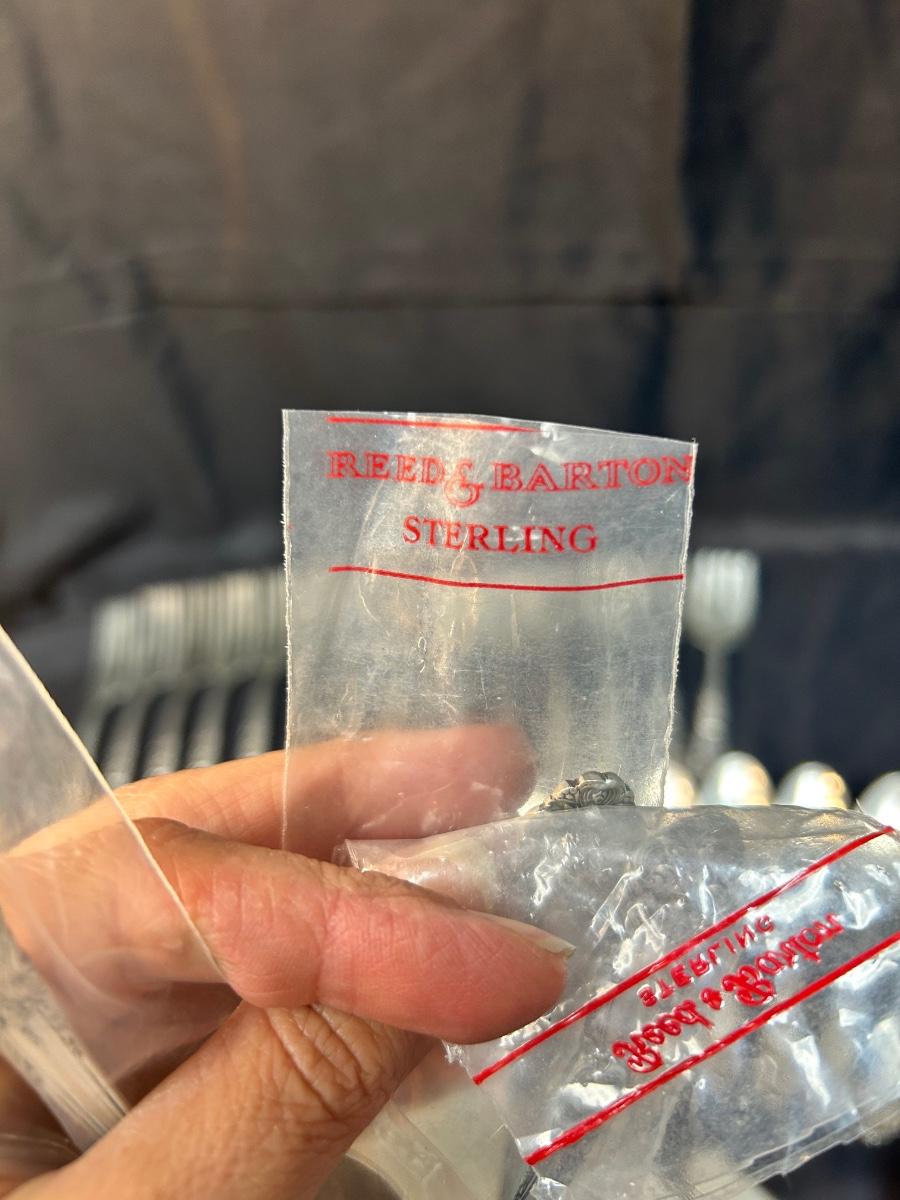 REED & BARTON
STERLING
STERLING
Reed & Barton